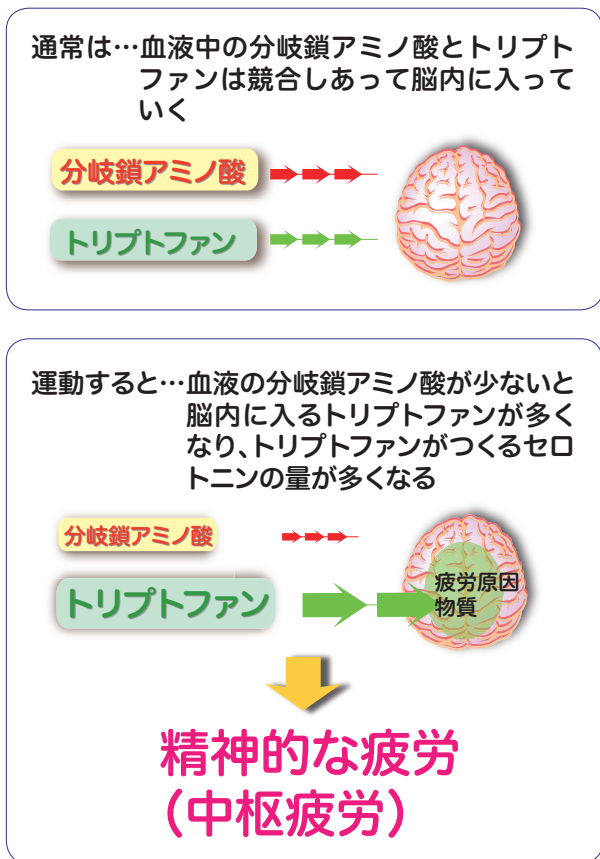 通常は…血液中の分岐鎖アミノ酸とトリプト
ファンは競合しあって脳内に入って
いく
分岐鎖アミノ酸
トリプトファン
運動すると…血液の分岐鎖アミノ酸が少ないと
脳内に入るトリプトファンが多く
なり、トリプトファンがつくるセロ
トニンの量が多くなる
分岐鎖アミノ酸
トリプトファン
疲労原因
物質
精神的な疲労
(中枢疲労)